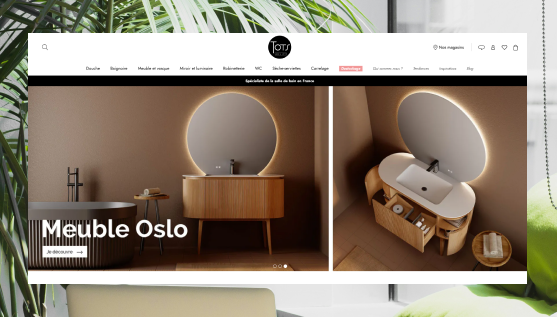 TOTS
Nos magasins
Douche Baignoire Meuble et vasque Miroir et luminaire Robinetterie WC Sèche-serviettes Carrelage Déstockage Qui sommes nous ? Tendances Inspirations Blog
Spécialiste de la salle de bain en France
Meuble Oslo
Je découvre